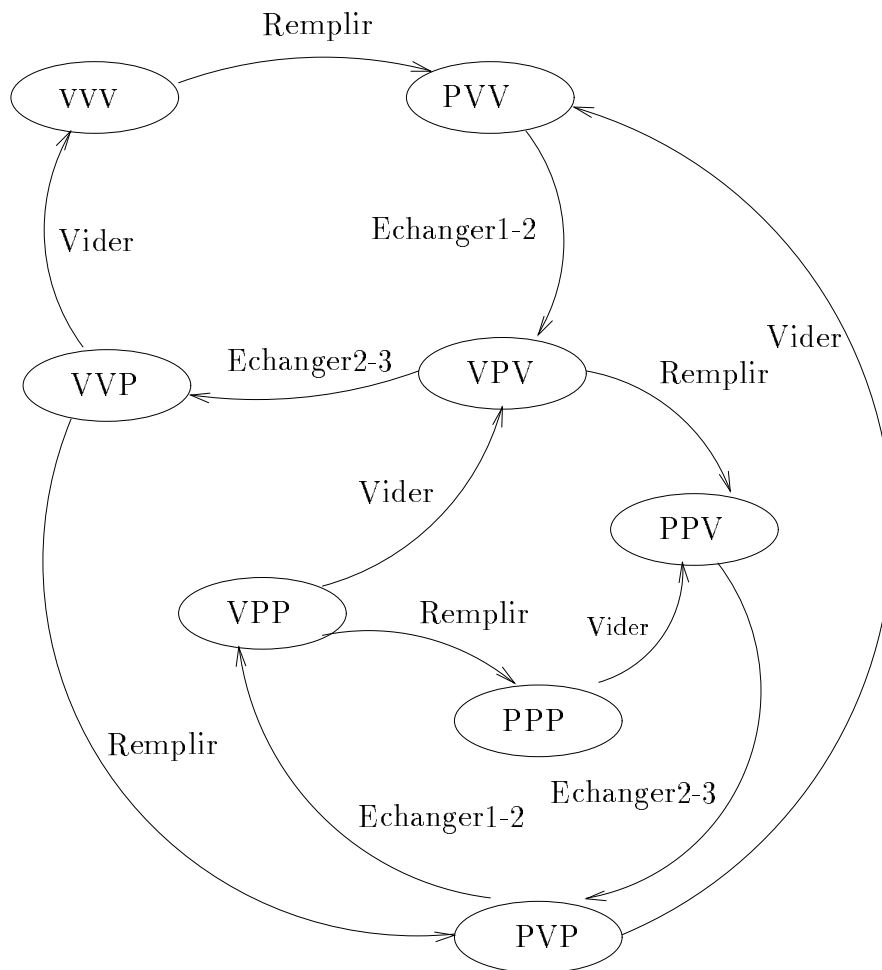 Remplir
VVV
PVV
Echanger1-2
Vider
Vider
Echanger2-3
VPV
Remplir
VVP
Vider
PPV
VPP
Remplir
Vider
PPP
Remplir
Echanger2-3
Echanger1-2
PVP